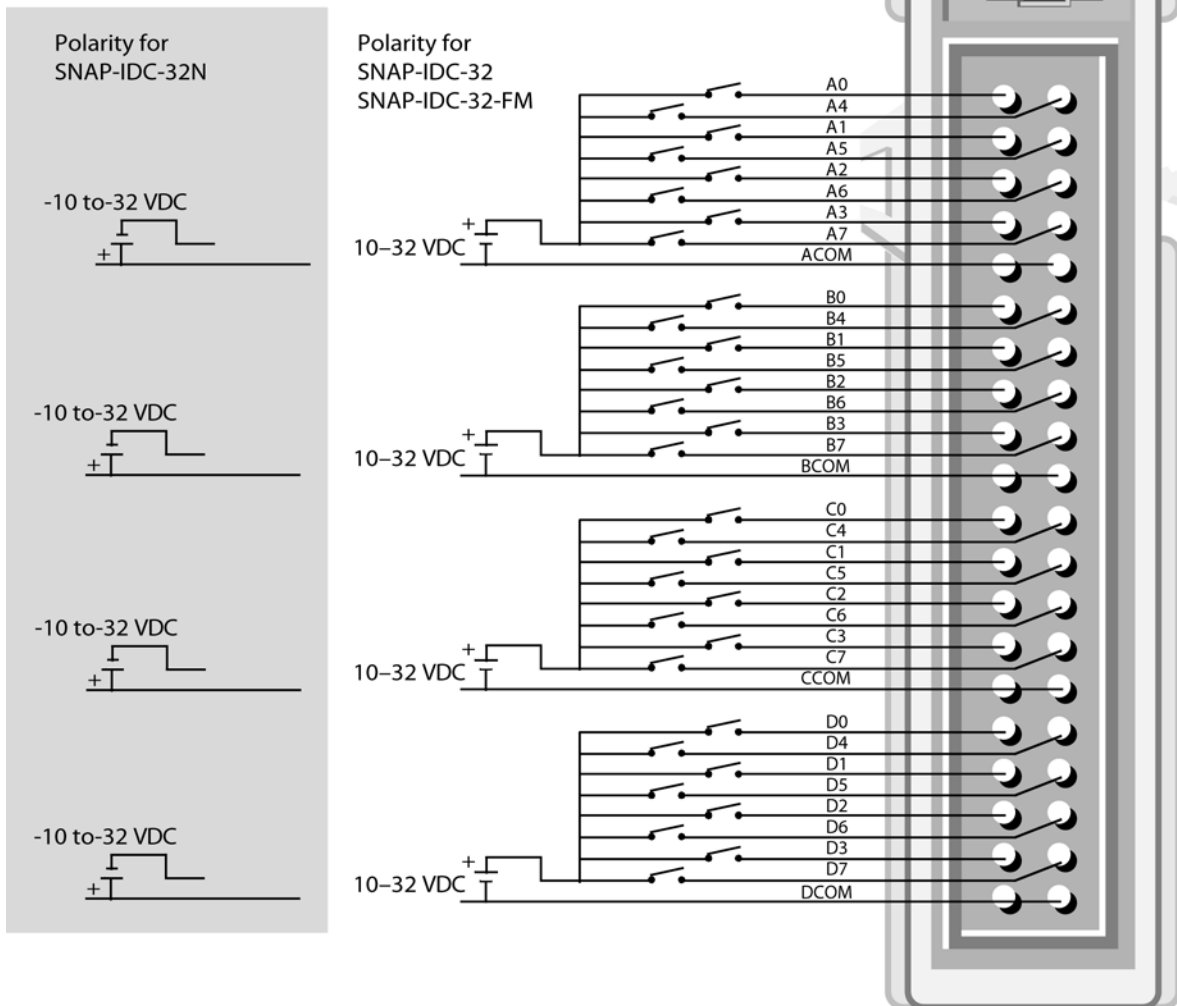 Polarity for
SNAP-IDC-32N
Polarity for
SNAP-IDC-32
SNAP-IDC-32-FM
A0
A4
A1
A5
A2
A6
A3
A7
ACOM
-10 to-32 VDC
+
+
10–32 VDC
B0
B4
B1
B5
B2
B6
B3
B7
BCOM
-10 to-32 VDC
+
+
10–32 VDC
C0
C4
C1
C5
C2
C6
C3
C7
CCOM
-10 to-32 VDC
+
+
10–32 VDC
D0
D4
D1
D5
D2
D6
D3
D7
DCOM
-10 to-32 VDC
+
+
10–32 VDC